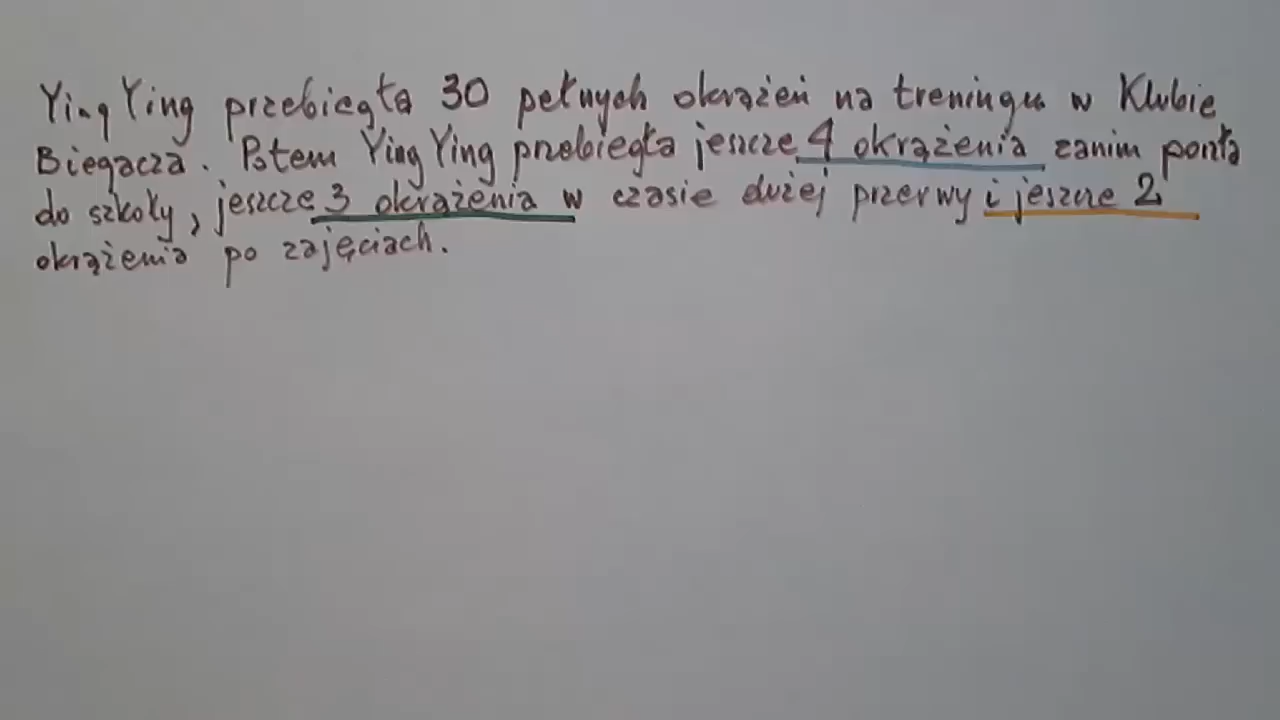 Ying Ying przebiegła 30 pełnych okrążeń na treningu w Klubie
Biegacza. Potem Ying Ying przebiegła jeszcze 4 okrążenia zanim poszła
do szkoły, jeszcze 3 okrążenia w czasie dużej przerwy i jeszcze 2
okrążenia po zajęciach.